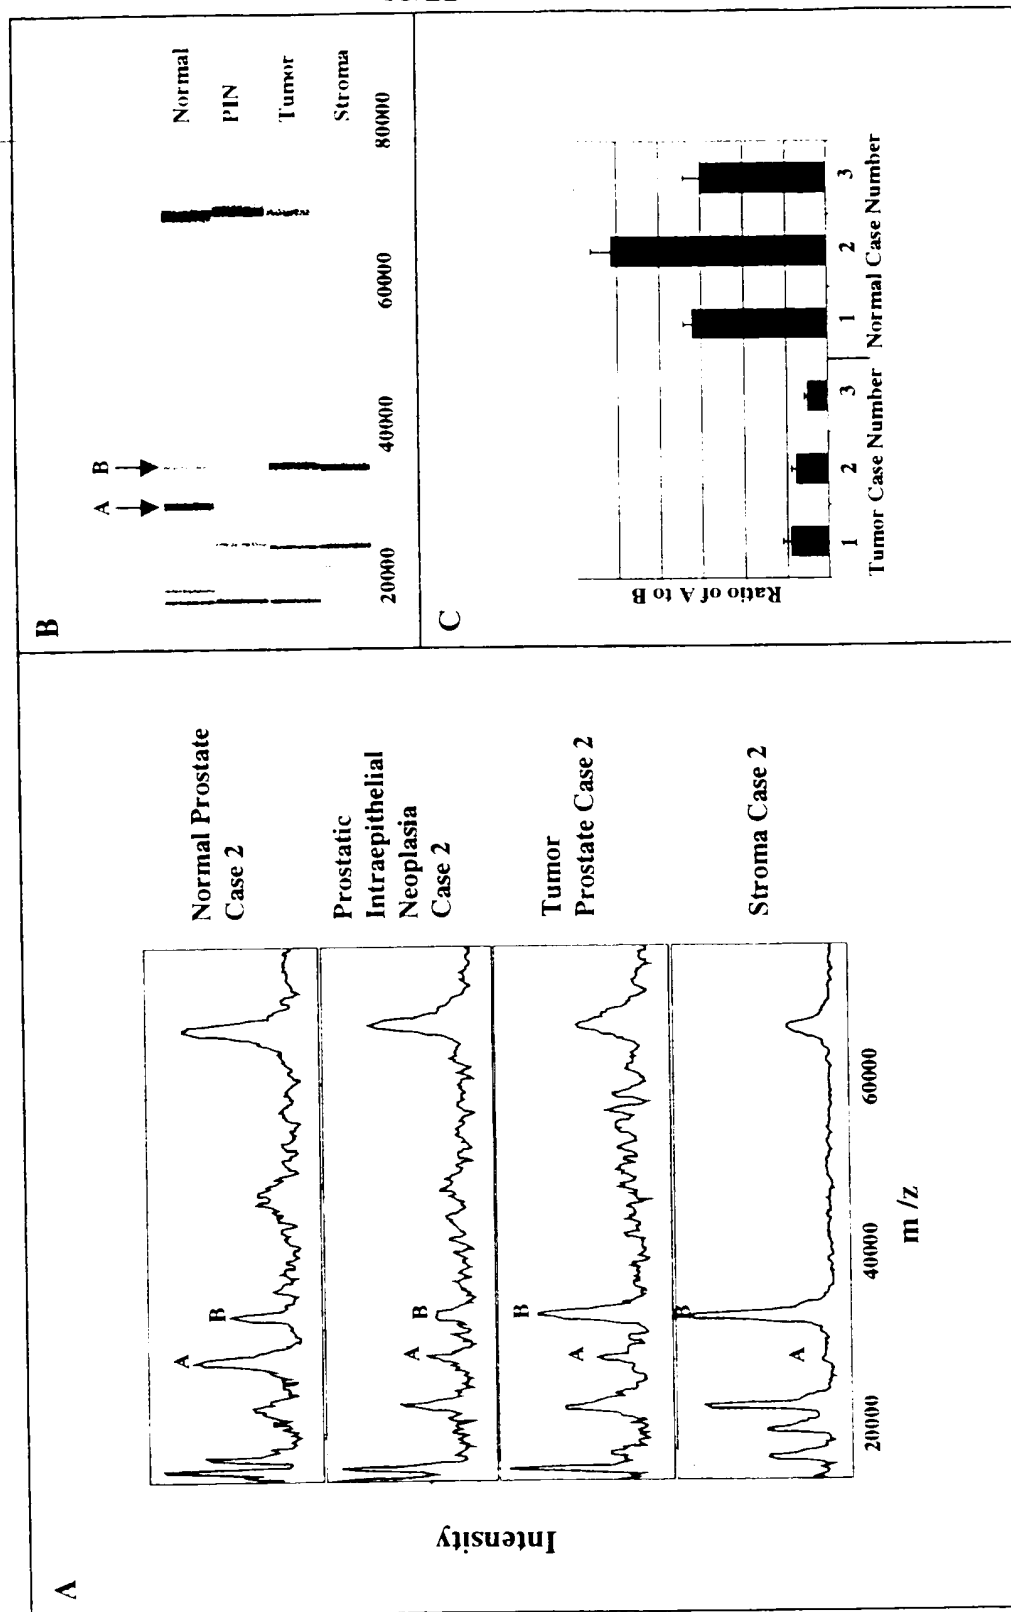 A
Intensity
Normal Prostate
Case 2
Prostatic
Intraepithelial
Neoplasia
Case 2
Tumor
Prostate Case 2
Stroma Case 2
A
B
A
B
A
B
A
B
20000
40000
60000
m /z
B
A
B
Normal
PIN
Tumor
Stroma
20000
40000
60000
80000
C
Ratio of A to B
1
2
3
1
2
3
Tumor Case Number
Normal Case Number